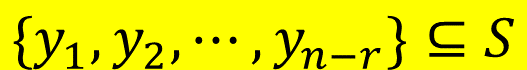 {y₁, y₂, ⋯, yₙ₋ᵣ} ⊆ S